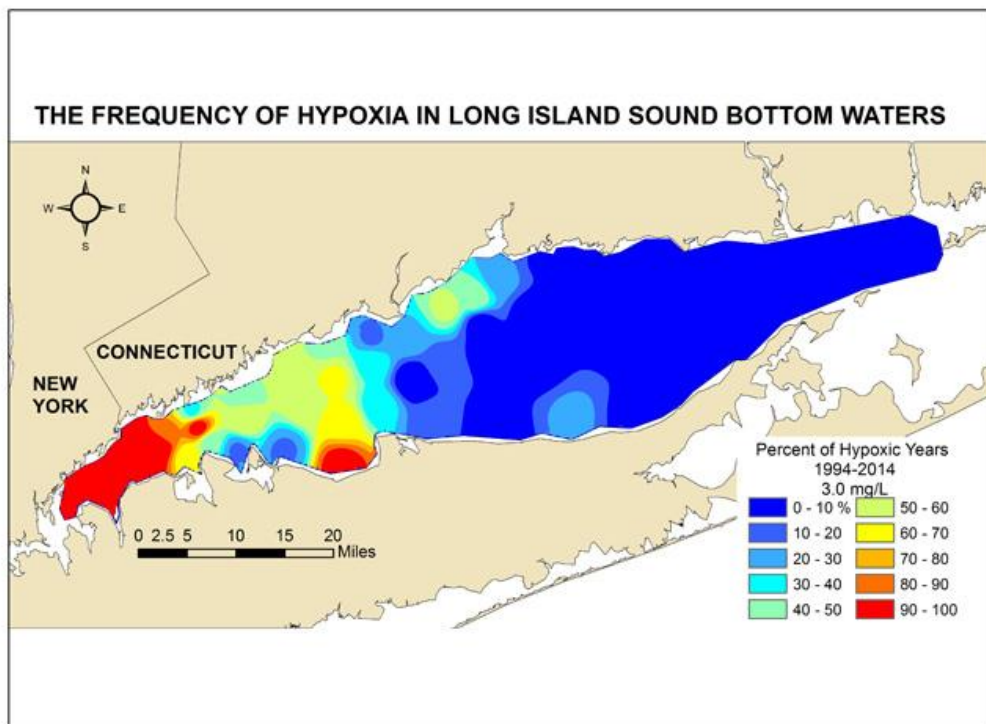 THE FREQUENCY OF HYPOXIA IN LONG ISLAND SOUND BOTTOM WATERS
N
W E
S
CONNECTICUT
NEW
YORK
0 2.5 5 10 15 20
Miles
Percent of Hypoxic Years
1994-2014
3.0 mg/L
0 - 10 % 50 - 60
10 - 20 60 - 70
20 - 30 70 - 80
30 - 40 80 - 90
40 - 50 90 - 100